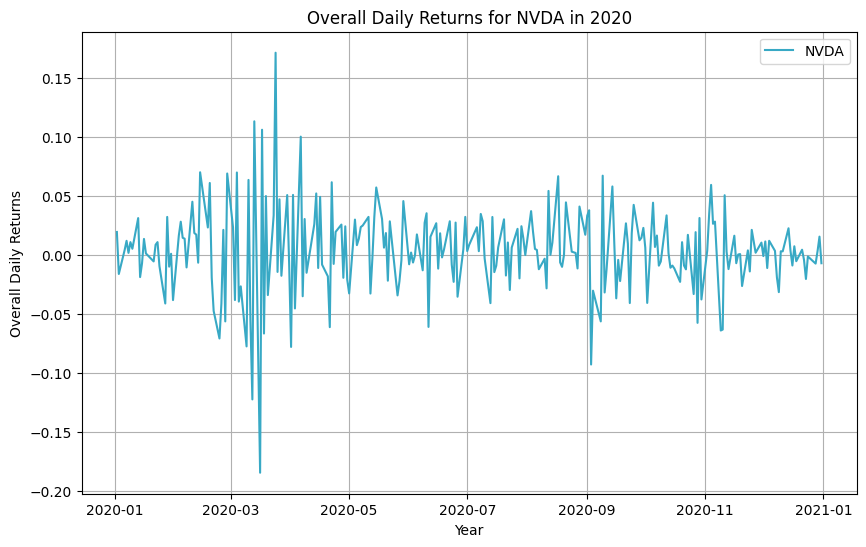 Overall Daily Returns for NVDA in 2020
NVDA
0.15
0.10
0.05
0.00
−0.05
−0.10
−0.15
−0.20
Overall Daily Returns
2020-01 2020-03 2020-05 2020-07 2020-09 2020-11 2021-01
Year